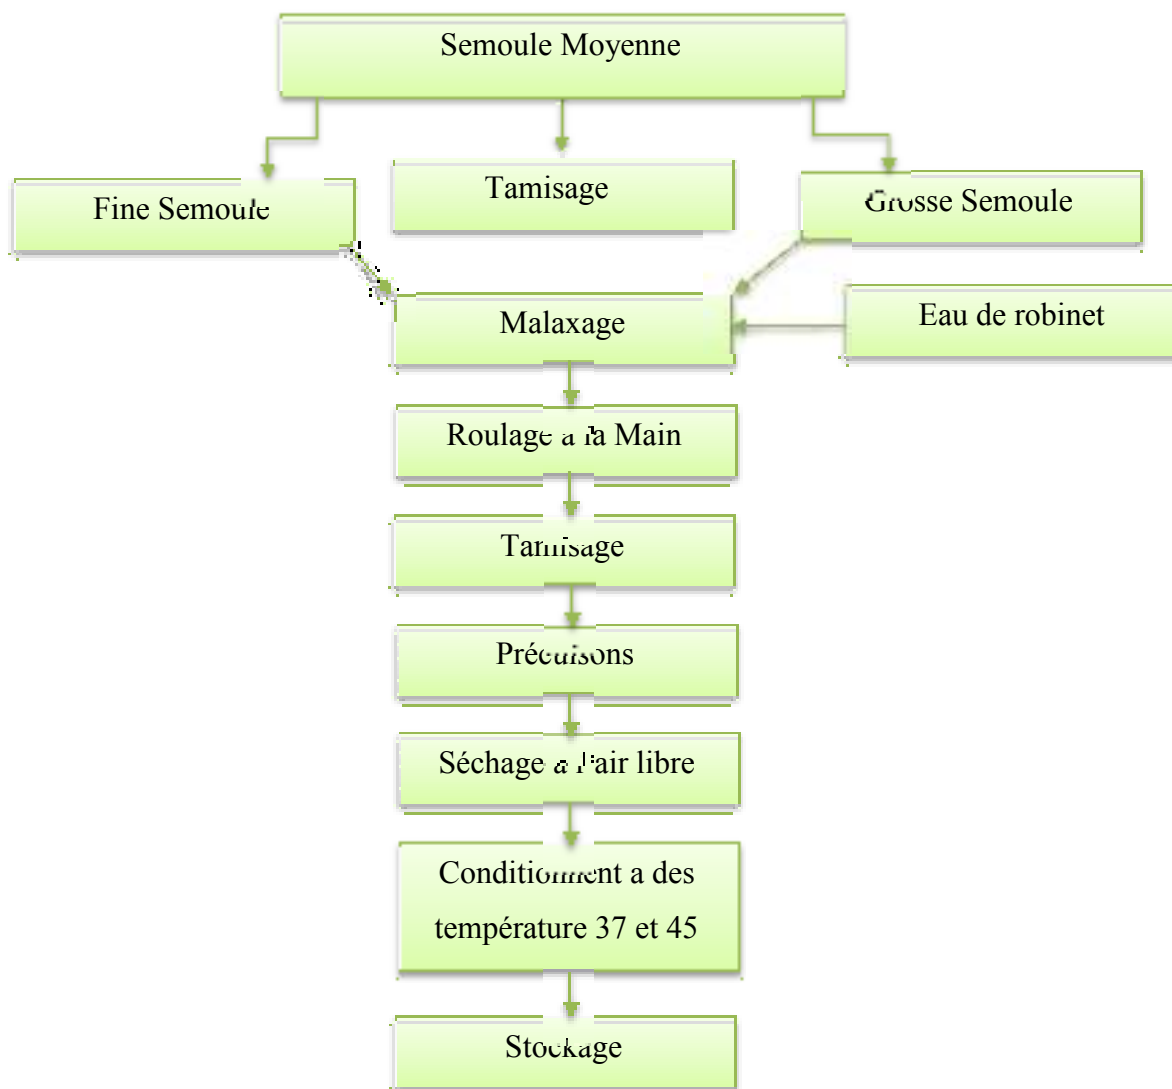 Semoule Moyenne
Fine Semoule
Tamisage
Grosse Semoule
Malaxage
Eau de robinet
Roulage a la Main
Tamisage
Précuisons
Séchage a l'air libre
Conditionnment a des
température 37 et 45
Stockage